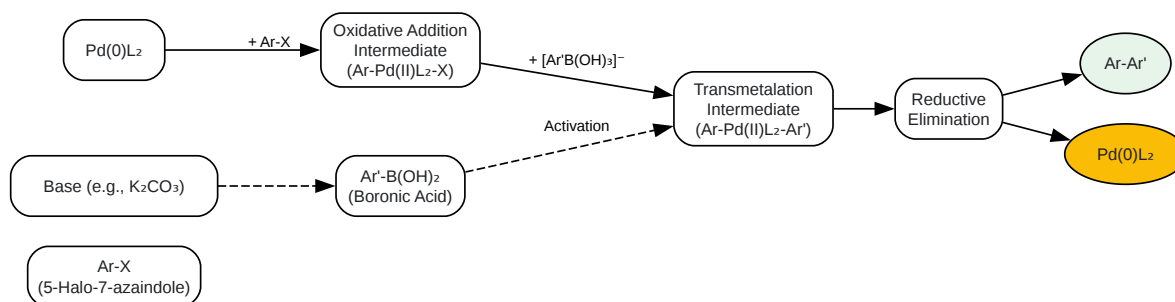 Pd(0)L₂
+ Ar-X
Oxidative Addition
Intermediate
(Ar-Pd(II)L₂-X)
+ [Ar'B(OH)₃]⁻
Transmetalation
Intermediate
(Ar-Pd(II)L₂-Ar')
Reductive
Elimination
Ar-Ar'
Pd(0)L₂
Activation
Base (e.g., K₂CO₃)
Ar'-B(OH)₂
(Boronic Acid)
Ar-X
(5-Halo-7-azaindole)